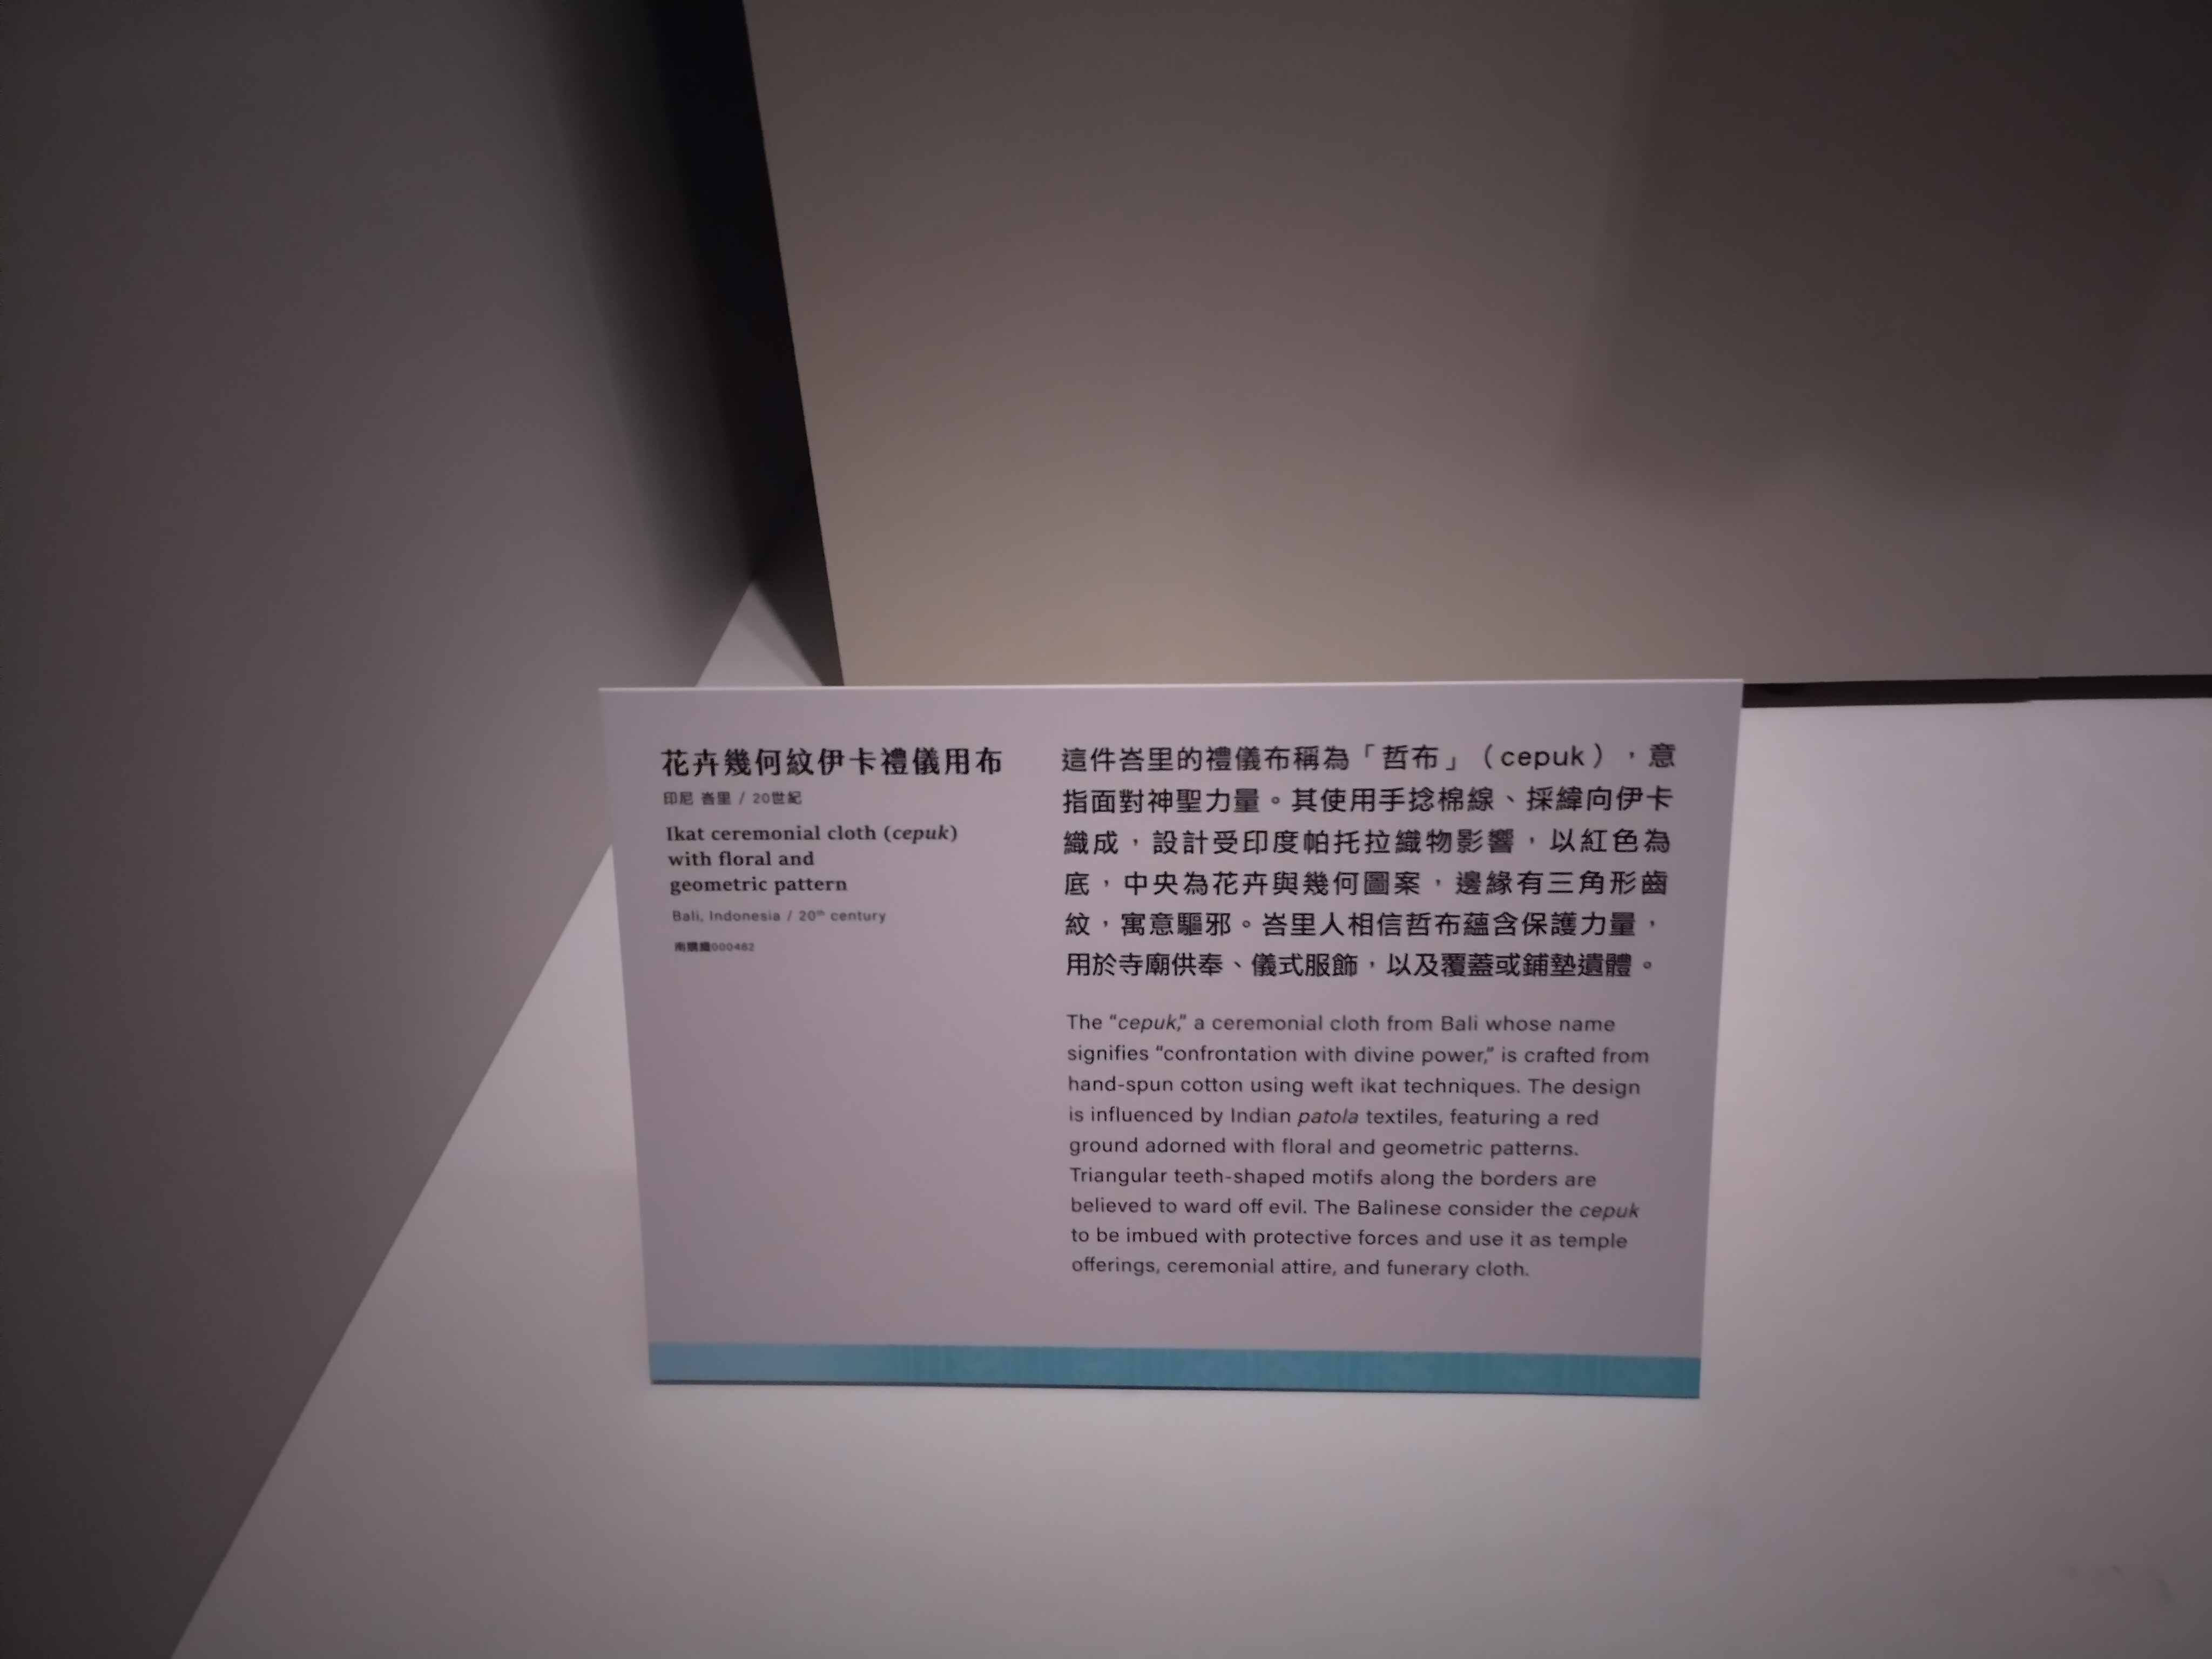 花卉幾何紋伊卡禮儀用布
印尼 峇里 / 20世紀
Ikat ceremonial cloth (cepuk)
with floral and
geometric pattern
Bali, Indonesia / 20th century
南購織000462
這件峇里的禮儀布稱為「哲布」（cepuk），意
指面對神聖力量。其使用手捻棉線、採緯向伊卡
織成，設計受印度帕托拉織物影響，以紅色為
底，中央為花卉與幾何圖案，邊緣有三角形齒
紋，寓意驅邪。峇里人相信哲布蘊含保護力量，
用於寺廟供奉、儀式服飾，以及覆蓋或鋪墊遺體。
The “cepuk,” a ceremonial cloth from Bali whose name
signifies “confrontation with divine power,” is crafted from
hand-spun cotton using weft ikat techniques. The design
is influenced by Indian patola textiles, featuring a red
ground adorned with floral and geometric patterns.
Triangular teeth-shaped motifs along the borders are
believed to ward off evil. The Balinese consider the cepuk
to be imbued with protective forces and use it as temple
offerings, ceremonial attire, and funerary cloth.